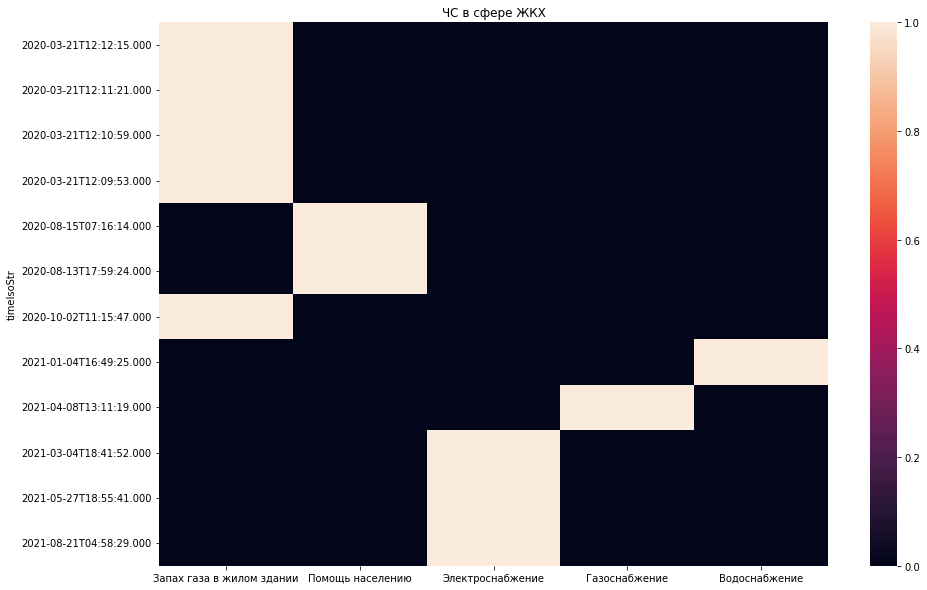 ЧС в сфере ЖКХ
timeIsoStr
2020-03-21T12:12:15.000
2020-03-21T12:11:21.000
2020-03-21T12:10:59.000
2020-03-21T12:09:53.000
2020-08-15T07:16:14.000
2020-08-13T17:59:24.000
2020-10-02T11:15:47.000
2021-01-04T16:49:25.000
2021-04-08T13:11:19.000
2021-03-04T18:41:52.000
2021-05-27T18:55:41.000
2021-08-21T04:58:29.000
Запах газа в жилом здании Помощь населению Электроснабжение Газоснабжение Водоснабжение
1.0
0.8
0.6
0.4
0.2
0.0